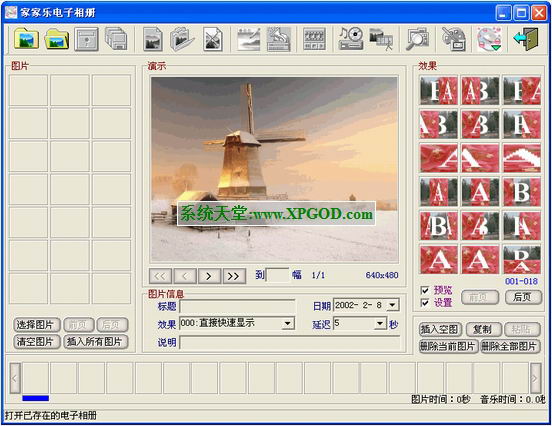 家家乐电子相册
图片
演示
效果
系统天堂-www.XPGOD.com
<<
<
>
>>
到
幅
1/1
640x480
001-018
预览
设置
前页
后页
图片信息
标题
日期
2002- 2- 8
效果
000:直接快速显示
延迟
5
秒
说明
选择图片
前页
后页
清空图片
插入所有图片
插入空图
复制
粘贴
删除当前图片
删除全部图片
<
>
图片时间：0秒
音乐时间：0.0秒
打开已存在的电子相册